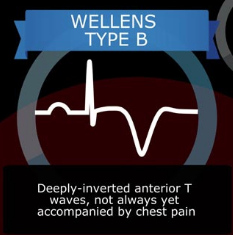 WELLENS
TYPE B
Deeply-inverted anterior T
waves, not always yet
accompanied by chest pain